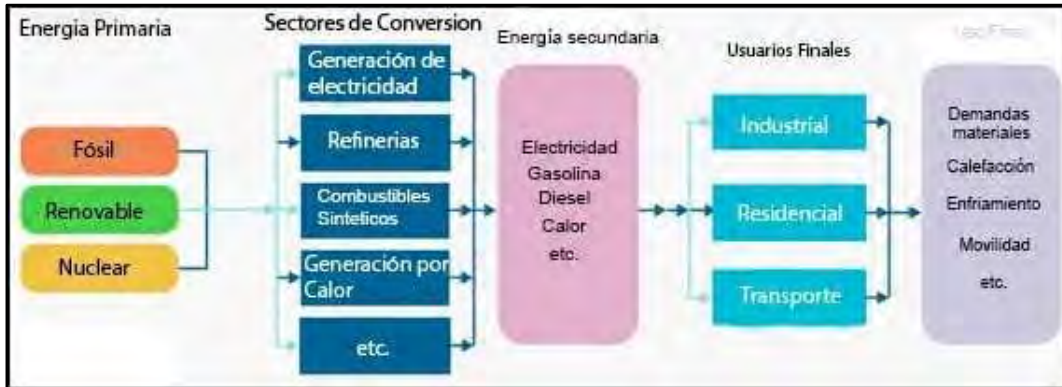 Energia Primaria
Fósil
Renovable
Nuclear
Sectores de Conversion
Generación de
electricidad
Refinerias
Combustibles
Sinteticos
Generación por
Calor
etc.
Energía secundaria
Electricidad
Gasolina
Diesel
Calor
etc.
Usuarios Finales
Industrial
Residencial
Transporte
Demandas
materiales
Calefacción
Enfriamiento
Movilidad
etc.